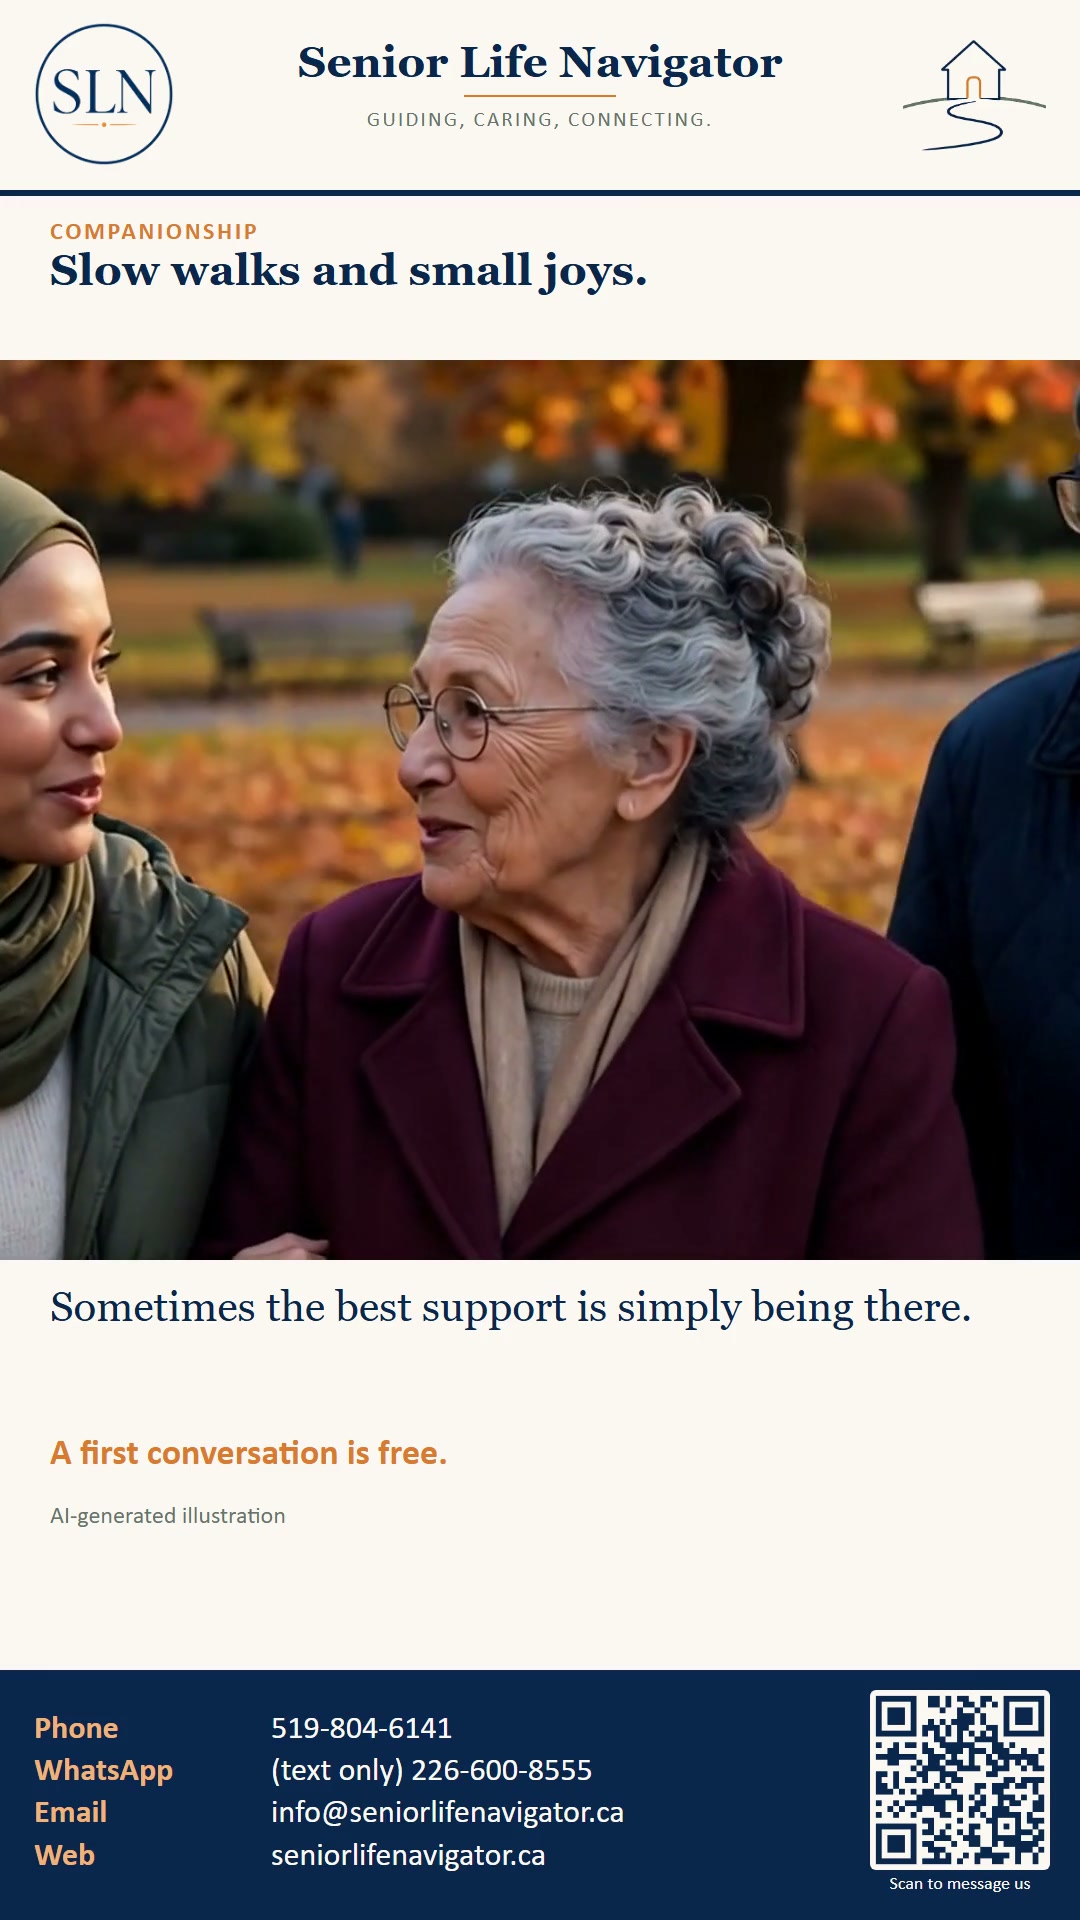 SLN
Senior Life Navigator
GUIDING, CARING, CONNECTING.
COMPANIONSHIP
Slow walks and small joys.
Sometimes the best support is simply being there.
A first conversation is free.
AI-generated illustration
Phone 519-804-6141
WhatsApp (text only) 226-600-8555
Email info@seniorlifenavigator.ca
Web seniorlifenavigator.ca
Scan to message us